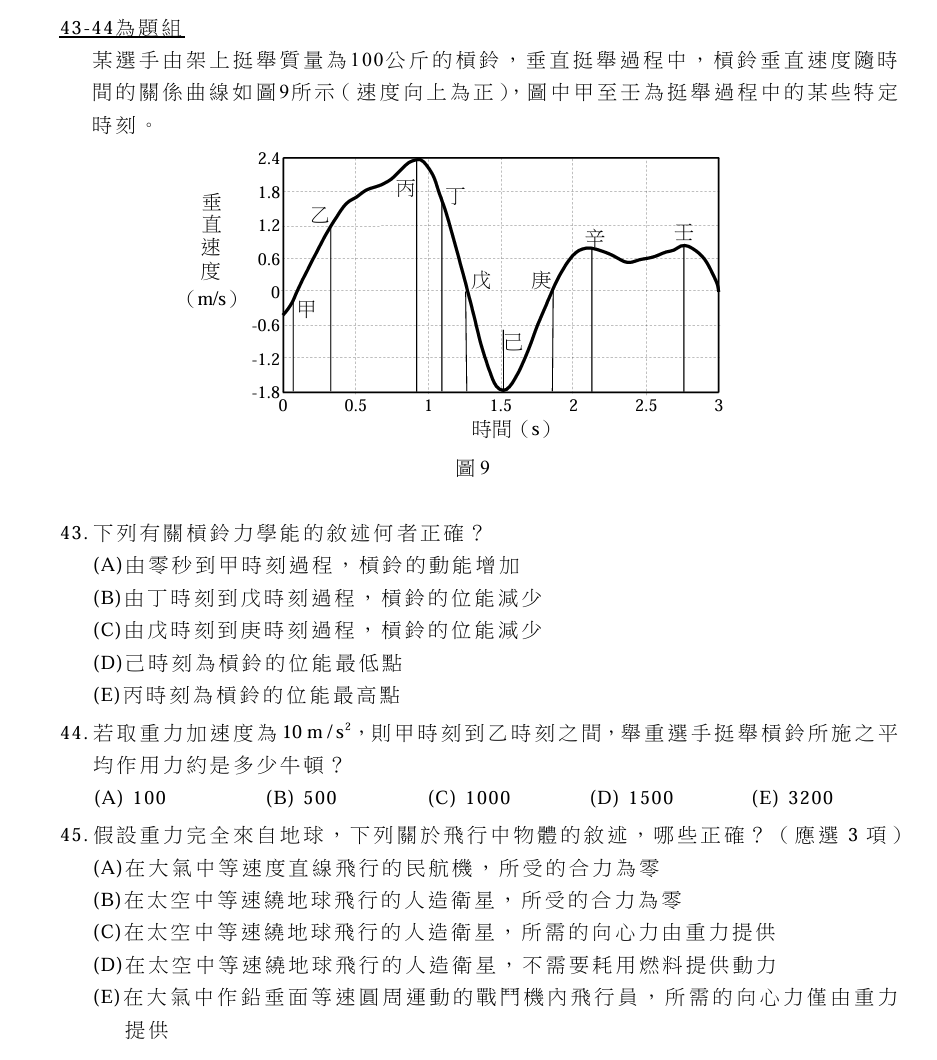 43-44為題組
某選手由架上挺舉質量為100公斤的槓鈴，垂直挺舉過程中，槓鈴垂直速度隨時
間的關係曲線如圖9所示（速度向上為正），圖中甲至壬為挺舉過程中的某些特定
時刻。
垂直速度
（m/s）
2.4
1.8
1.2
0.6
0
-0.6
-1.2
-1.8
甲
乙
丙
丁
戊
己
庚
辛
壬
0 0.5 1 1.5 2 2.5 3
時間（s）
圖 9
43. 下列有關槓鈴力學能的敘述何者正確？
(A)由零秒到甲時刻過程，槓鈴的動能增加
(B)由丁時刻到戊時刻過程，槓鈴的位能減少
(C)由戊時刻到庚時刻過程，槓鈴的位能減少
(D)己時刻為槓鈴的位能最低點
(E)丙時刻為槓鈴的位能最高點
44. 若取重力加速度為 10 m/s²，則甲時刻到乙時刻之間，舉重選手挺舉槓鈴所施之平
均作用力約是多少牛頓？
(A) 100 (B) 500 (C) 1000 (D) 1500 (E) 3200
45. 假設重力完全來自地球，下列關於飛行中物體的敘述，哪些正確？（應選 3 項）
(A)在大氣中等速度直線飛行的民航機，所受的合力為零
(B)在太空中等速繞地球飛行的人造衛星，所受的合力為零
(C)在太空中等速繞地球飛行的人造衛星，所需的向心力由重力提供
(D)在太空中等速繞地球飛行的人造衛星，不需要耗用燃料提供動力
(E)在大氣中作鉛垂面等速圓周運動的戰鬥機內飛行員，所需的向心力僅由重力
提供